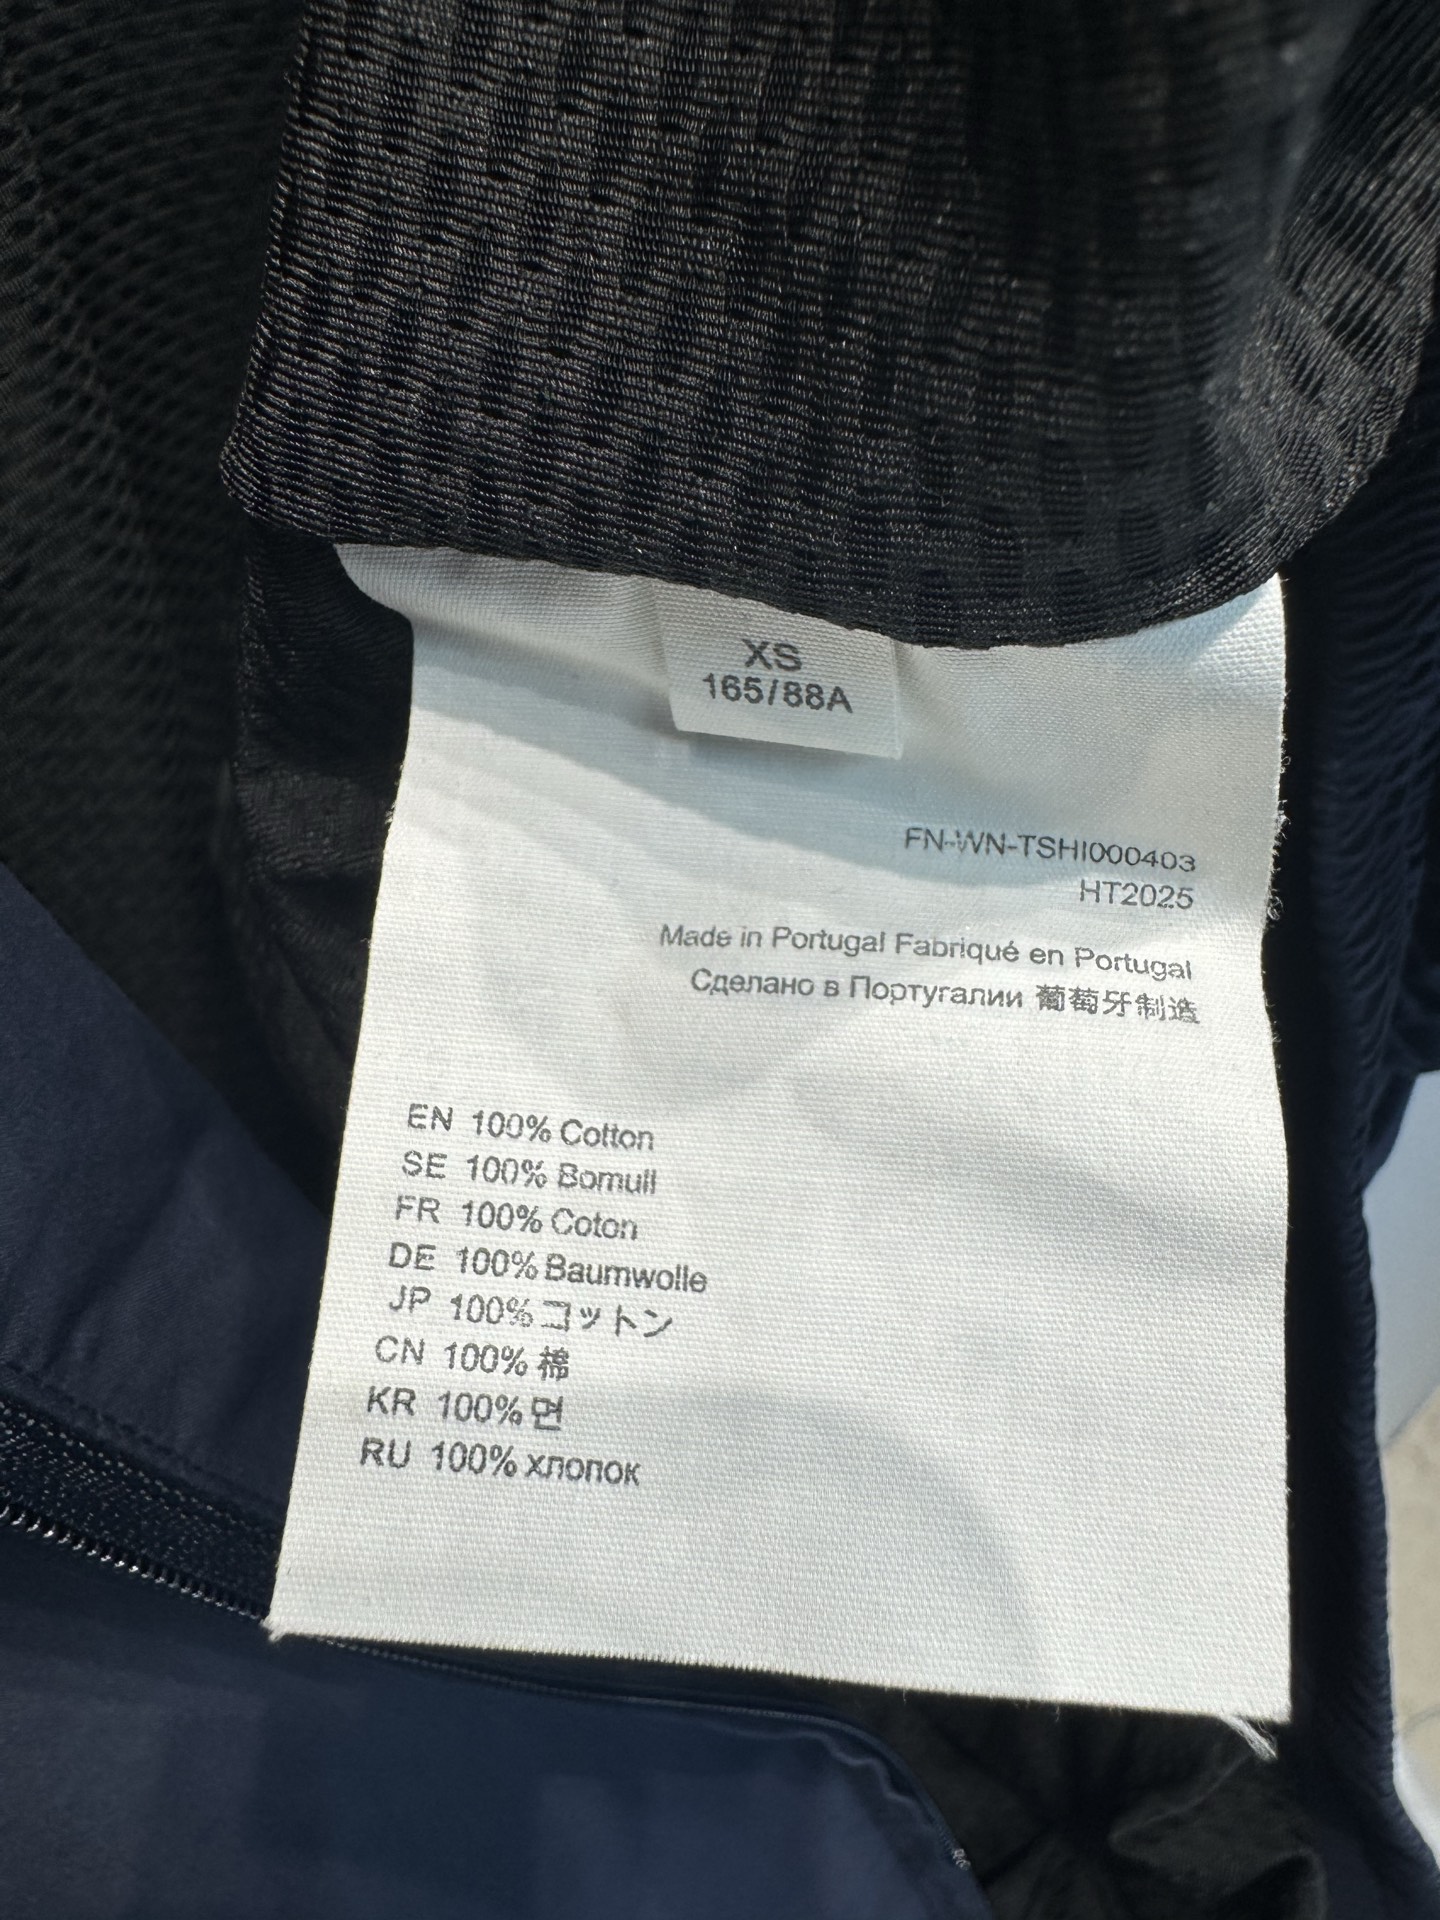 XS
165/88A
FN-WN-TSHI000403
HT2025
Made in Portugal Fabriqué en Portugal
Сделано в Португалии 葡萄牙制造
EN 100% Cotton
SE 100% Bomull
FR 100% Coton
DE 100% Baumwolle
JP 100% コットン
CN 100% 棉
KR 100% 면
RU 100% хлопок